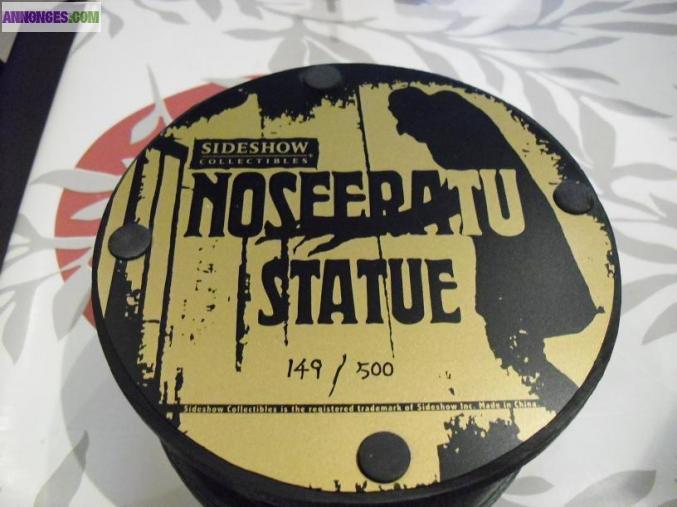 ANNONCES.COM
SIDESHOW
COLLECTIBLES
NOSFERATU
STATUE
149 / 500
Sideshow Collectibles is the registered trademark of Sideshow Inc. Made in China.